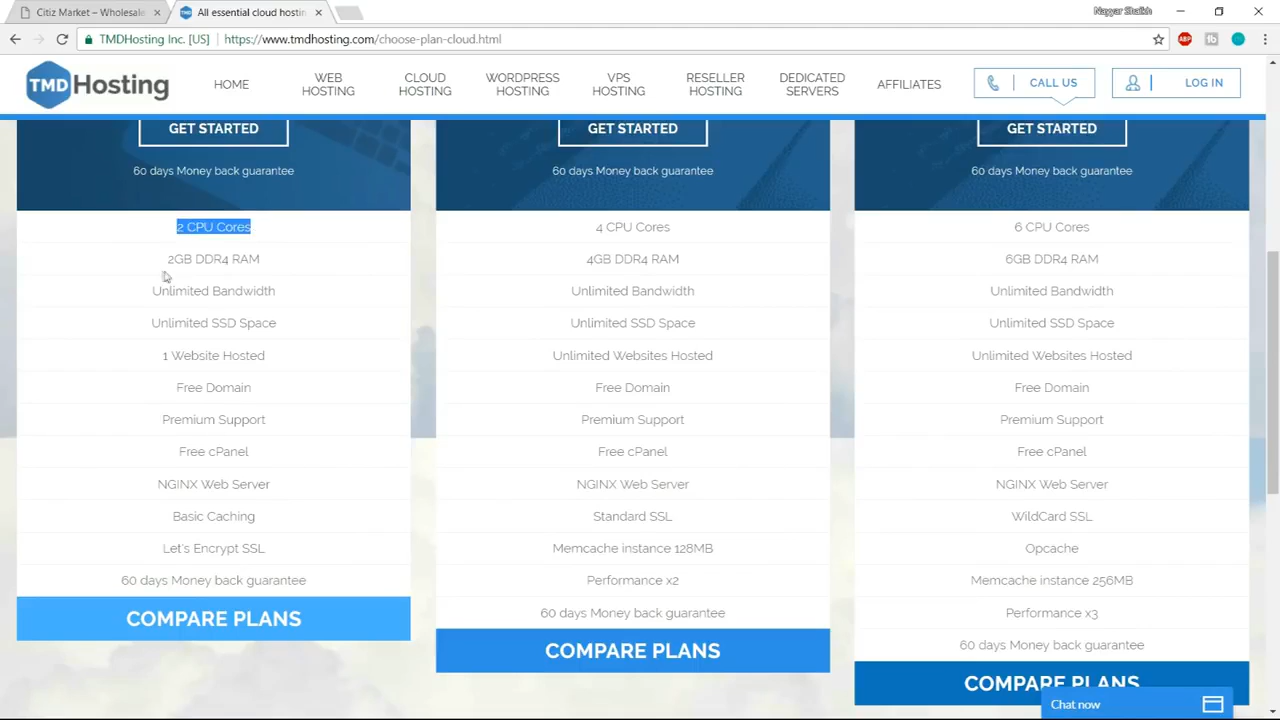 Citiz Market – Wholesale
All essential cloud hostin
Nayyar Shaikh
TMDHosting Inc. [US]
https://www.tmdhosting.com/choose-plan-cloud.html
ABP
TMDHosting
HOME
WEB HOSTING
CLOUD HOSTING
WORDPRESS HOSTING
VPS HOSTING
RESELLER HOSTING
DEDICATED SERVERS
AFFILIATES
CALL US
LOG IN
GET STARTED
60 days Money back guarantee
2 CPU Cores
2GB DDR4 RAM
Unlimited Bandwidth
Unlimited SSD Space
1 Website Hosted
Free Domain
Premium Support
Free cPanel
NGINX Web Server
Basic Caching
Let's Encrypt SSL
60 days Money back guarantee
COMPARE PLANS
GET STARTED
60 days Money back guarantee
4 CPU Cores
4GB DDR4 RAM
Unlimited Bandwidth
Unlimited SSD Space
Unlimited Websites Hosted
Free Domain
Premium Support
Free cPanel
NGINX Web Server
Standard SSL
Memcache instance 128MB
Performance x2
60 days Money back guarantee
COMPARE PLANS
GET STARTED
60 days Money back guarantee
6 CPU Cores
6GB DDR4 RAM
Unlimited Bandwidth
Unlimited SSD Space
Unlimited Websites Hosted
Free Domain
Premium Support
Free cPanel
NGINX Web Server
WildCard SSL
Opcache
Memcache instance 256MB
Performance x3
60 days Money back guarantee
COMPARE PLANS
Chat now